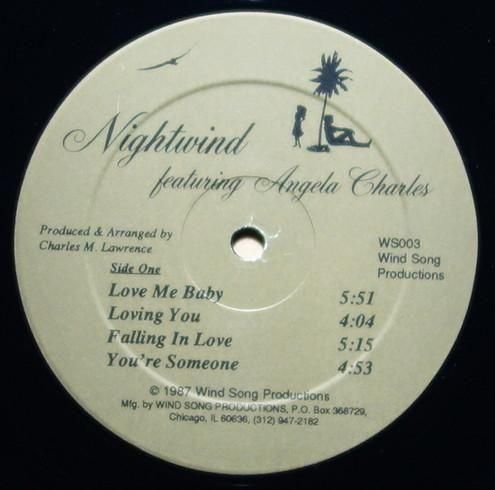 Nightwind
featuring Angela Charles
Produced & Arranged by
Charles M. Lawrence
WS003
Wind Song
Productions
Side One
Love Me Baby 5:51
Loving You 4:04
Falling In Love 5:15
You're Someone 4:53
© 1987 Wind Song Productions
Mfg. by WIND SONG PRODUCTIONS, P.O. Box 368729,
Chicago, IL 60636, (312) 947-2182